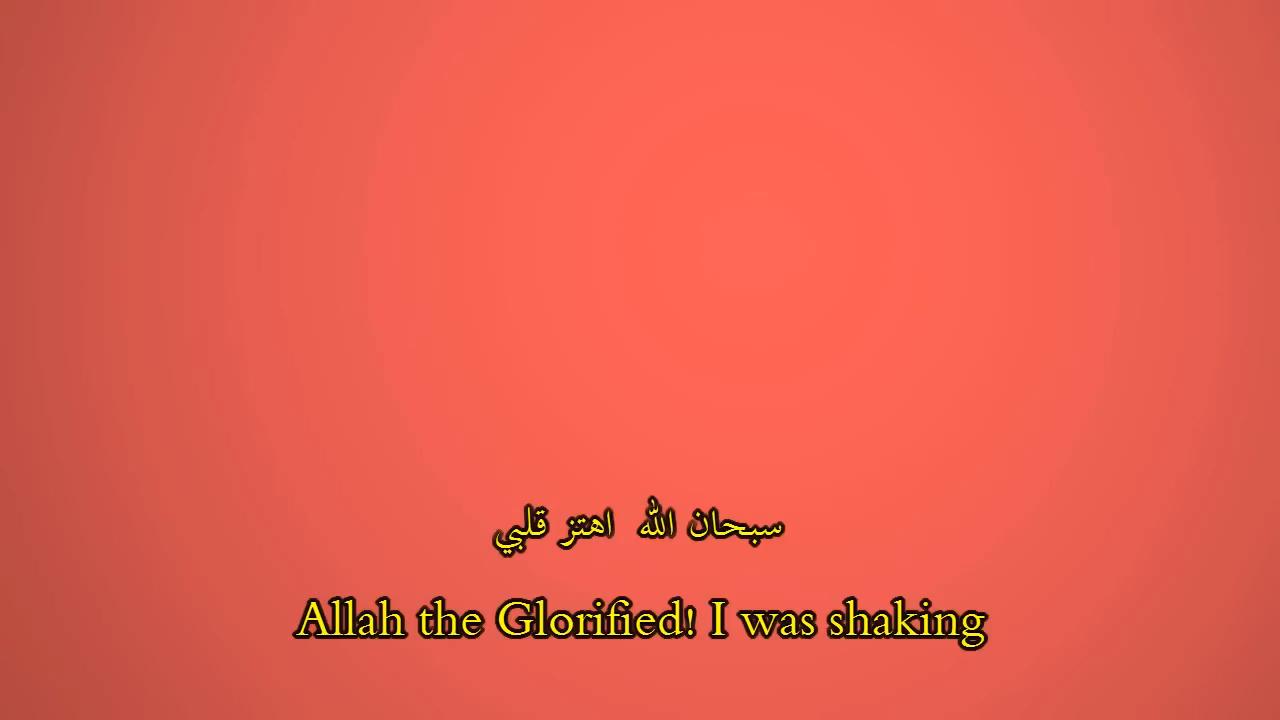 سبحان الله  اهتز قلبي
Allah the Glorified! I was shaking